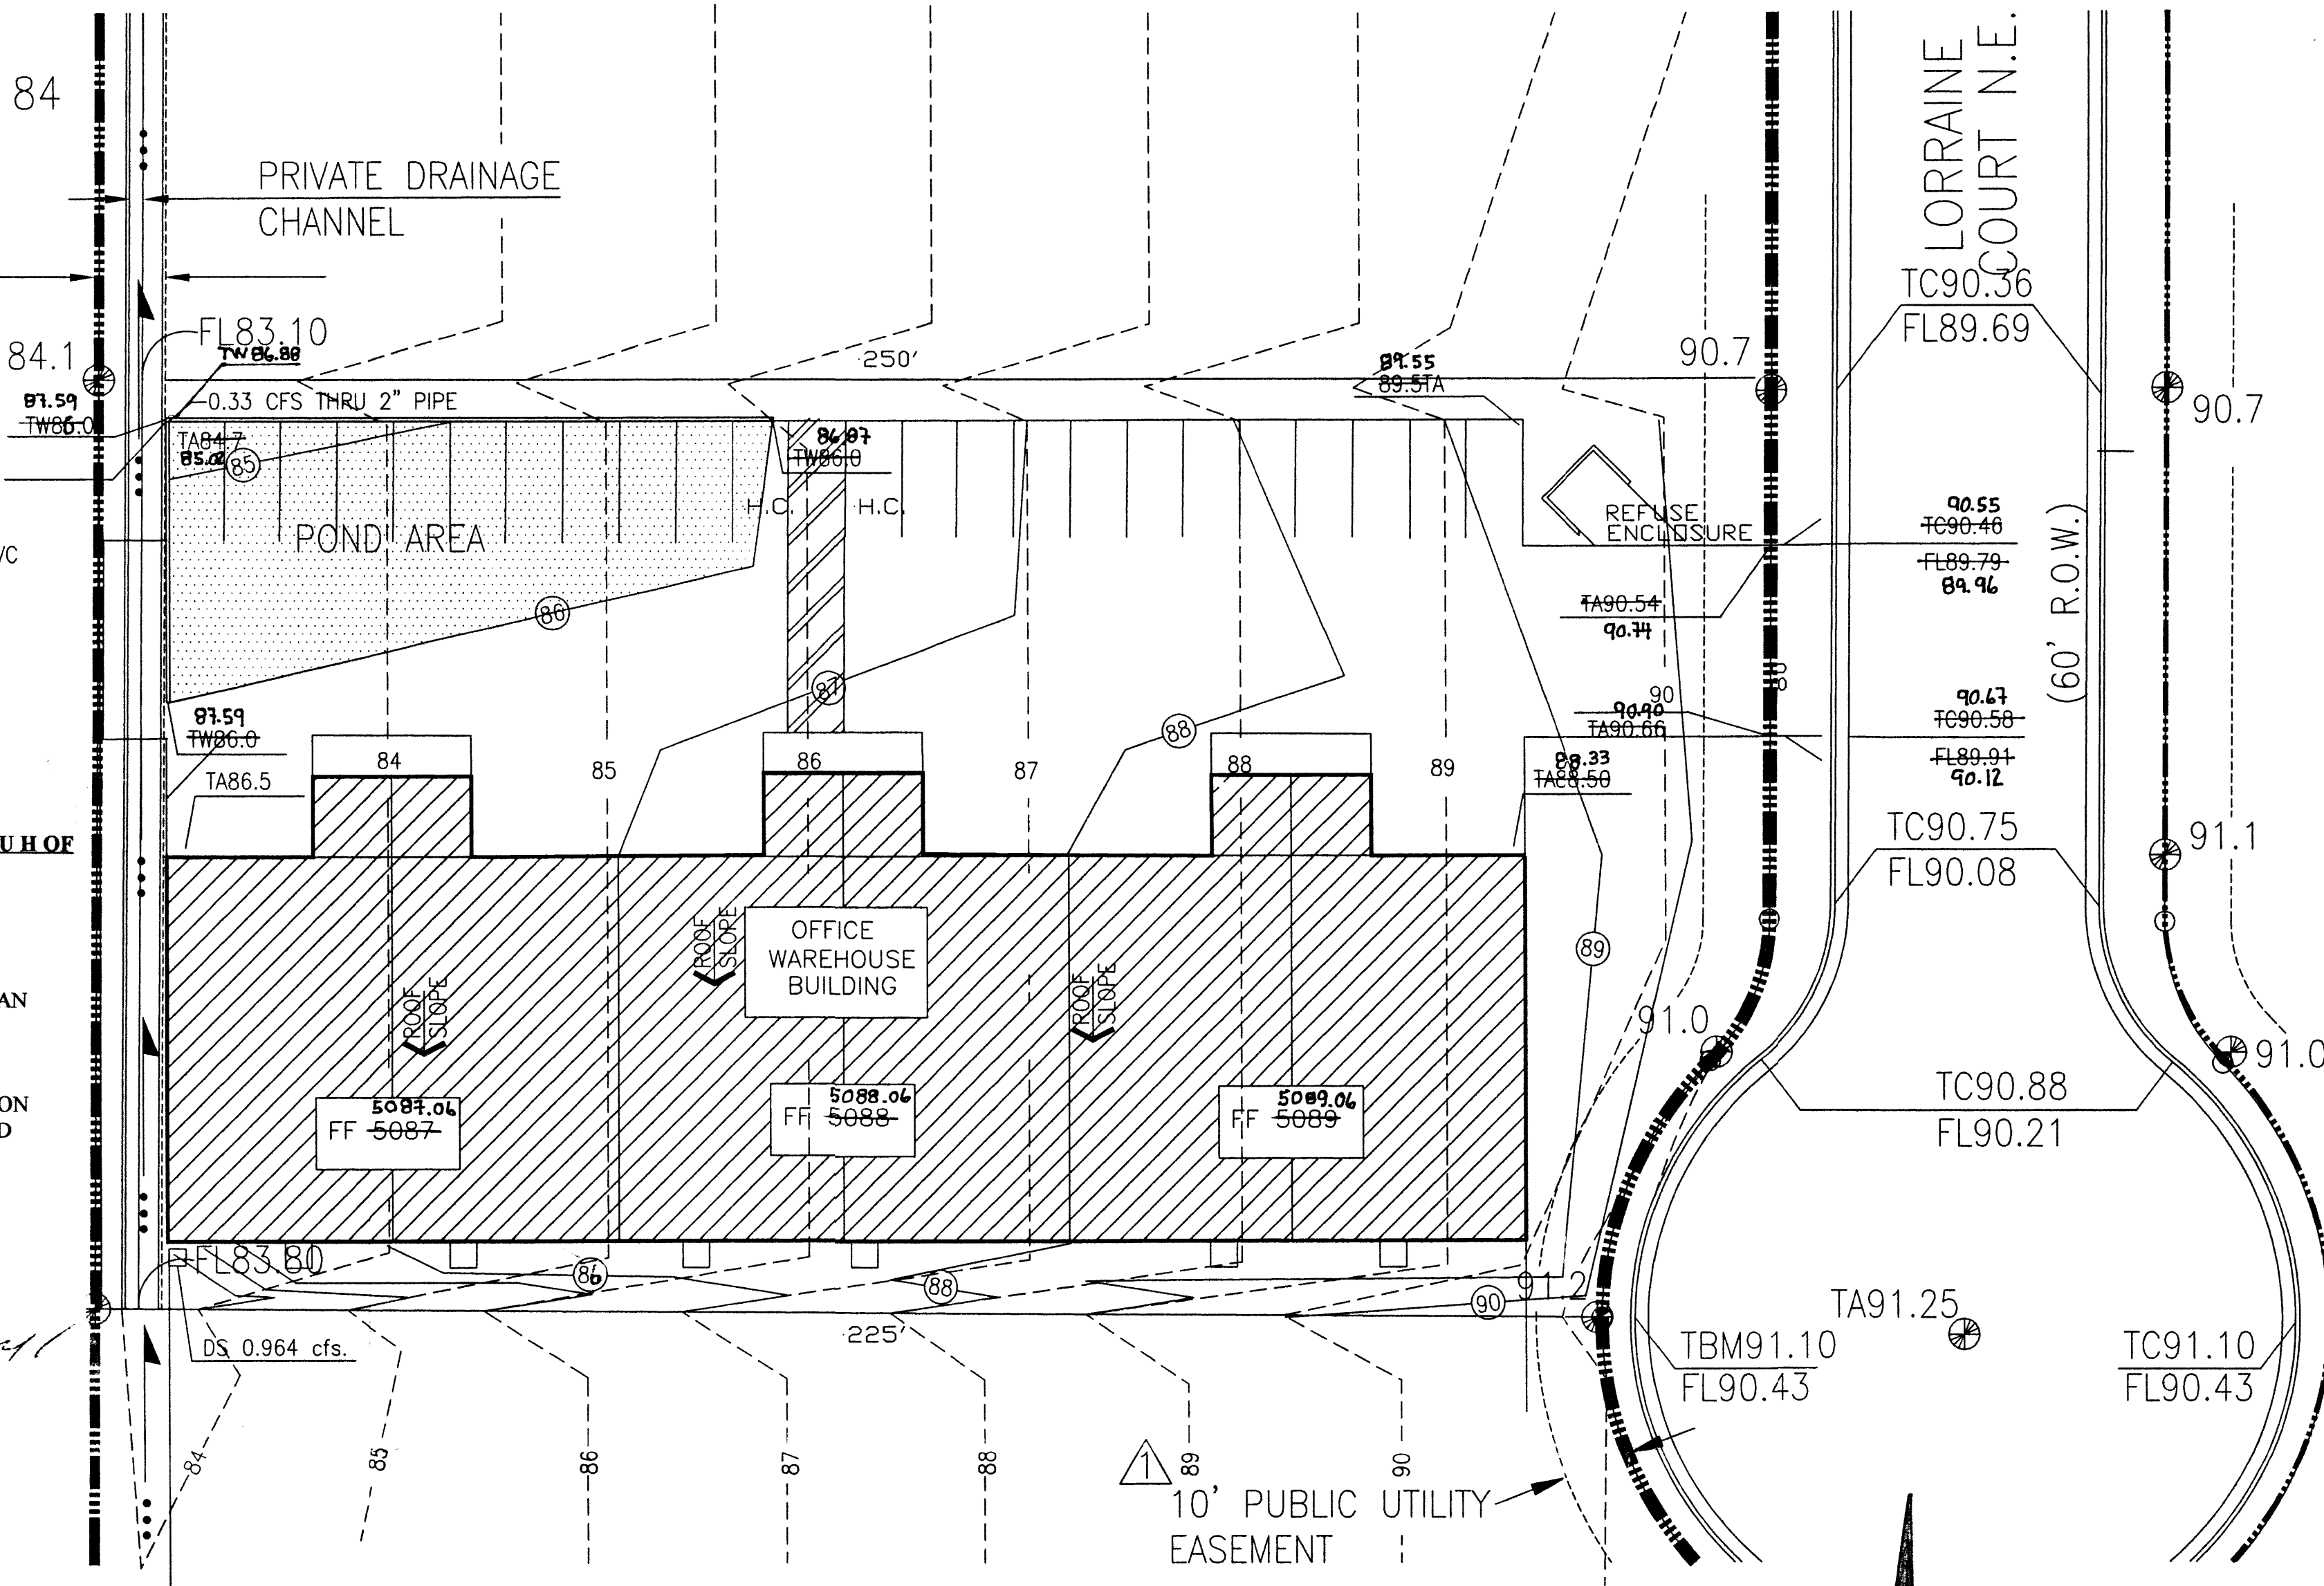 84
PRIVATE DRAINAGE
CHANNEL
LORRAINE
COURT N.E.
TC90.36
FL89.69
FL83.10
TW 86.88
84.1
250'
89.55
89.5TA
90.7
90.7
87.59
TW86.0
0.33 CFS THRU 2" PIPE
TA84.7
85.02
85
86.87
TW86.0
H.C.
H.C.
POND AREA
REFUSE
ENCLOSURE
90.55
TC90.46
FL89.79
89.96
/C
86
TA90.54
90.74
(60' R.O.W.)
87
88
90
90.90
TA90.66
90.67
TC90.58
FL89.91
90.12
87.59
TW86.0
TA86.5
84
85
86
87
88
89
88.33
TA88.50
TC90.75
FL90.08
91.1
U H OF
OFFICE
WAREHOUSE
BUILDING
ROOF
SLOPE
ROOF
SLOPE
ROOF
SLOPE
89
AN
91.0
91.0
ON
D
5087.06
FF 5087
5088.06
FF 5088
5089.06
FF 5089
TC90.88
FL90.21
FL83.80
86
88
90
91.2
225'
DS 0.964 cfs.
TA91.25
TBM91.10
FL90.43
TC91.10
FL90.43
84
85
86
87
88
89
90
1
10' PUBLIC UTILITY
EASEMENT